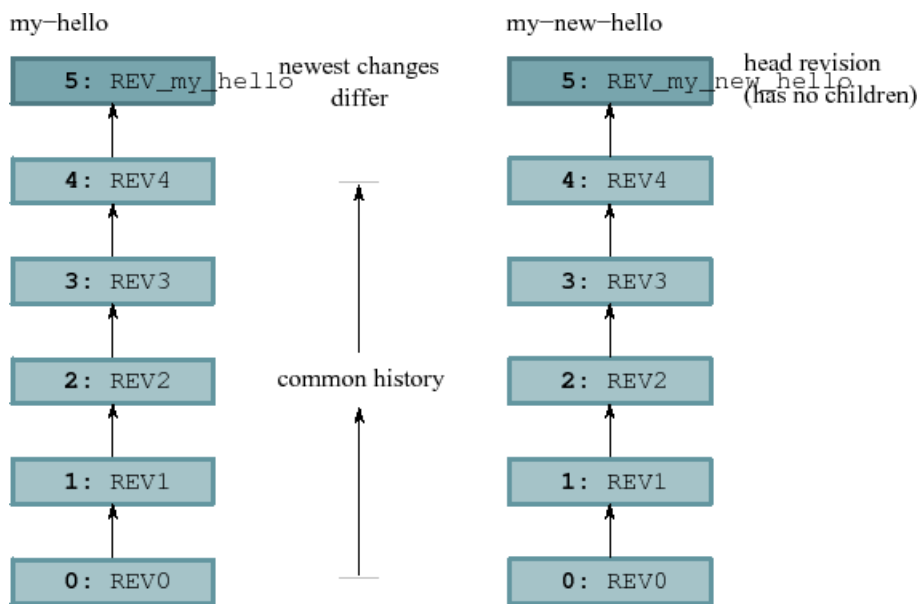 my-hello
my-new-hello
5: REV_my_hello
newest changes
differ
5: REV_my_new_hello
head revision
(has no children)
4: REV4
4: REV4
3: REV3
3: REV3
2: REV2
common history
2: REV2
1: REV1
1: REV1
0: REV0
0: REV0